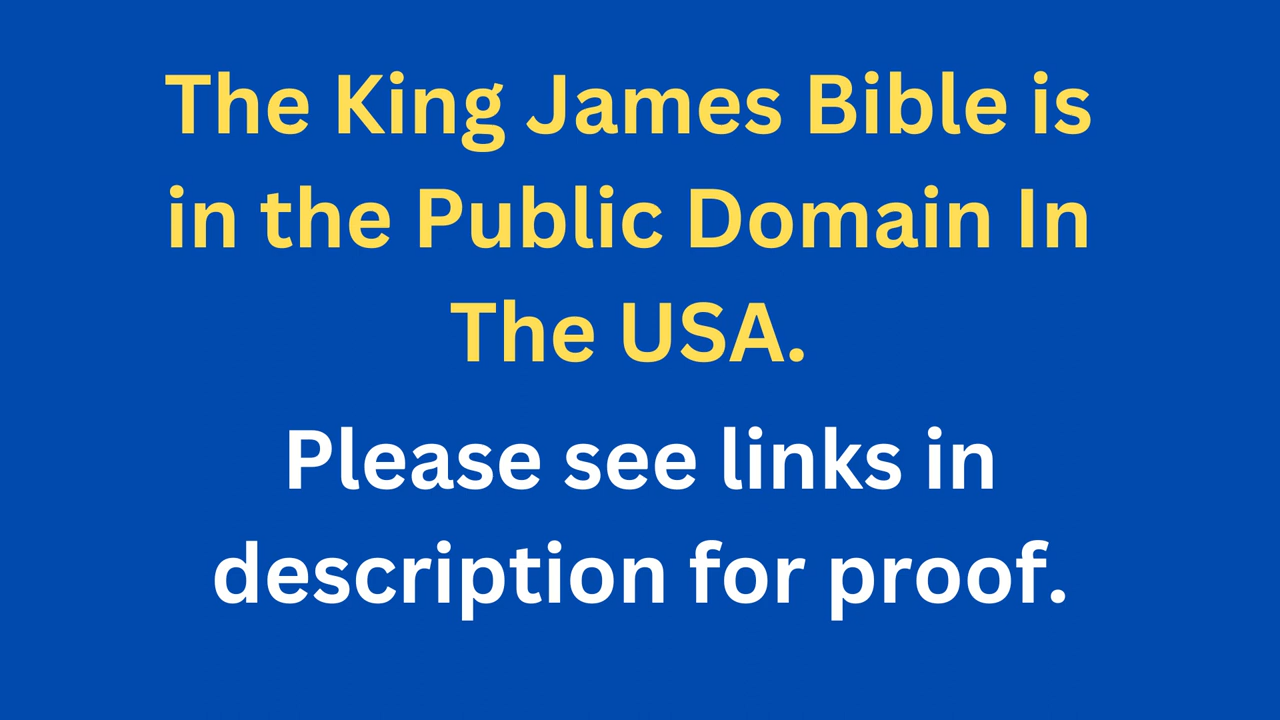 The King James Bible is
in the Public Domain In
The USA.
Please see links in
description for proof.